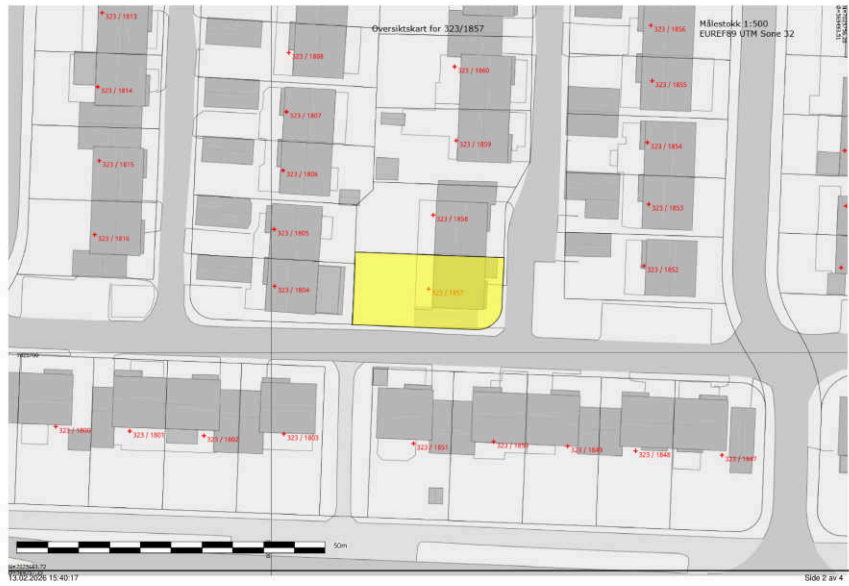 Oversiktskart for 323/1857
Målestokk 1:500
EUREF89 UTM Sone 32
323 / 1813
323 / 1808
323 / 1856
323 / 1860
323 / 1855
323 / 1814
323 / 1807
323 / 1859
323 / 1854
323 / 1815
323 / 1806
323 / 1853
323 / 1858
323 / 1805
323 / 1816
323 / 1852
323 / 1804
323 / 1857
323 / 1800
323 / 1801
323 / 1802
323 / 1803
323 / 1851
323 / 1850
323 / 1849
323 / 1848
323 / 1847
50m
13.02.2026 15:40:17
Side 2 av 4